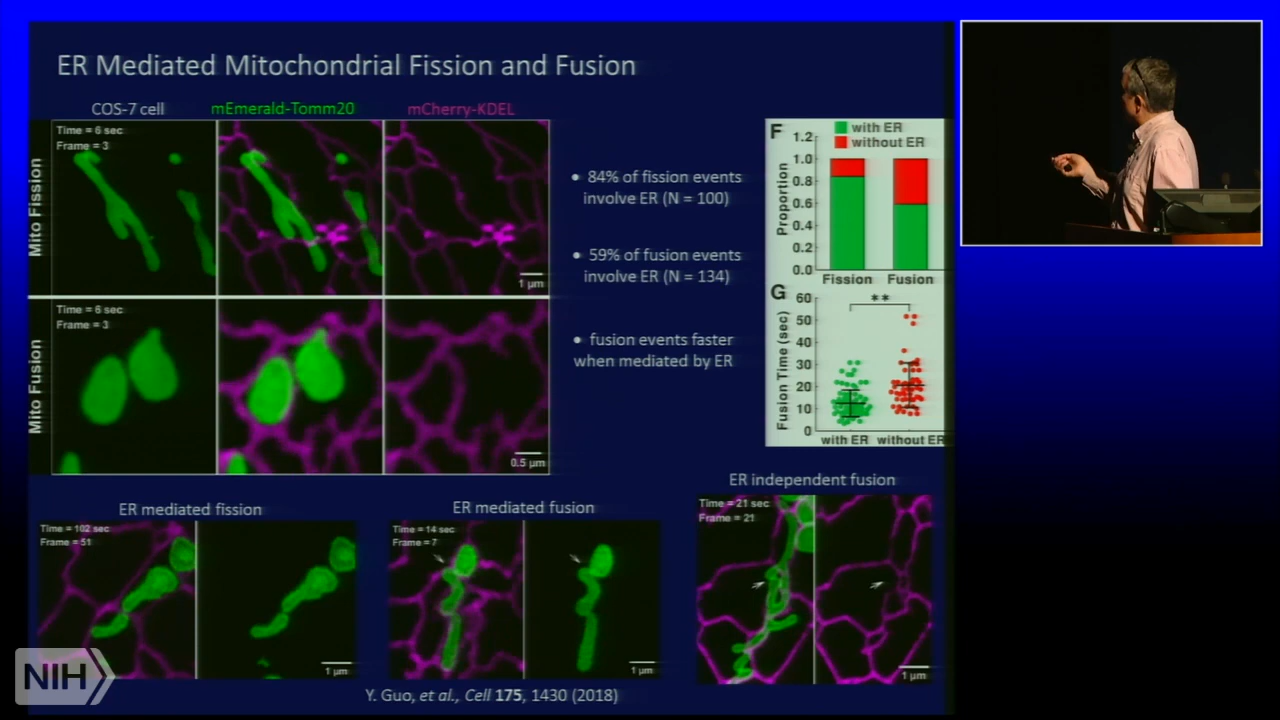 ER Mediated Mitochondrial Fission and Fusion
COS-7 cell
mEmerald-Tomm20
mCherry-KDEL
Mito Fission
Time = 6 sec
Frame = 3
1 µm
Mito Fusion
Time = 6 sec
Frame = 3
0.5 µm
• 84% of fission events
involve ER (N = 100)
• 59% of fusion events
involve ER (N = 134)
• fusion events faster
when mediated by ER
F
with ER
without ER
Proportion
1.2
1.0
0.8
0.6
0.4
0.2
0.0
Fission
Fusion
G
**
Fusion Time (sec)
60
50
40
30
20
10
0
with ER
without ER
ER mediated fission
Time = 102 sec
Frame = 51
1 µm
ER mediated fusion
Time = 14 sec
Frame = 7
1 µm
ER independent fusion
Time = 21 sec
Frame = 21
1 µm
Y. Guo, et al., Cell 175, 1430 (2018)
NIH